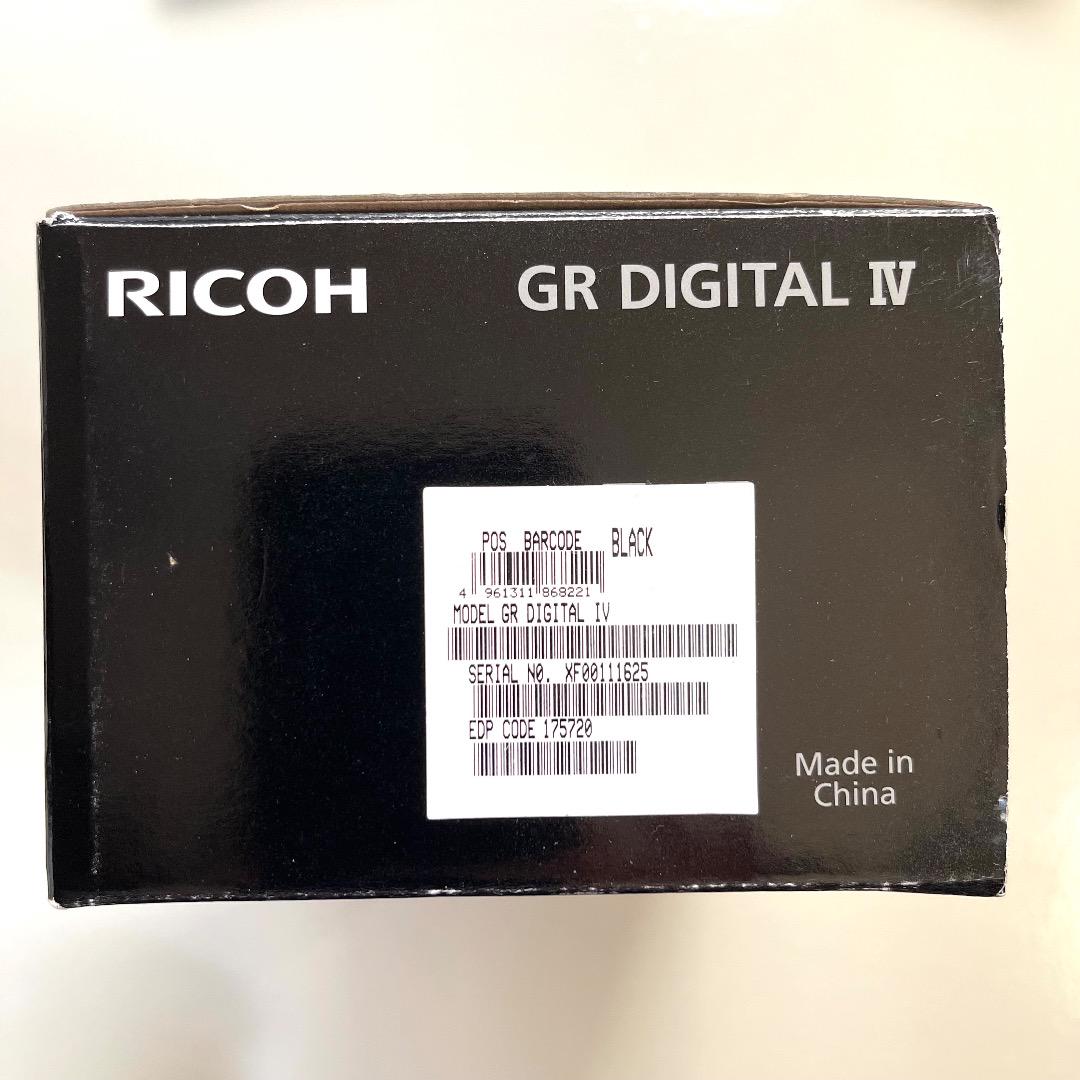 RICOH GR DIGITAL Ⅳ
POS BARCODE BLACK
4 961311 868221
MODEL GR DIGITAL IV
SERIAL NO. XF00111625
EDP CODE 175720
Made in
China